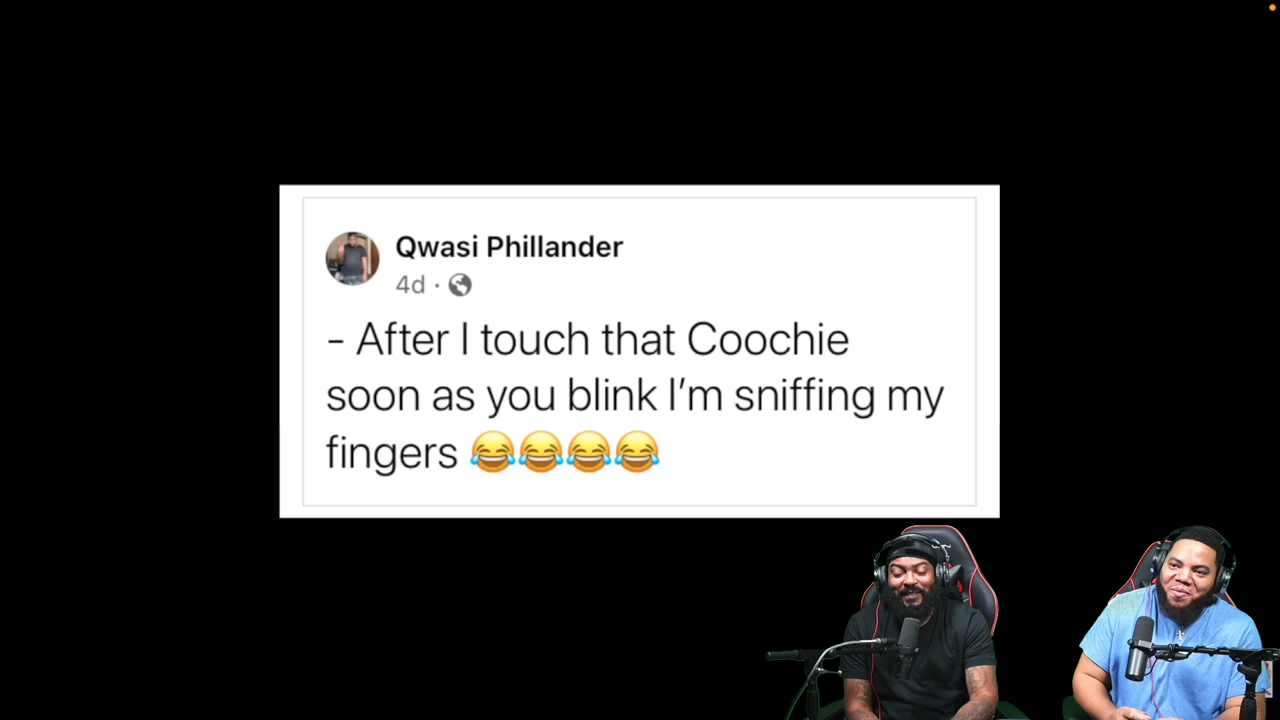 Qwasi Phillander
4d ·
- After I touch that Coochie
soon as you blink I’m sniffing my
fingers 😂😂😂😂